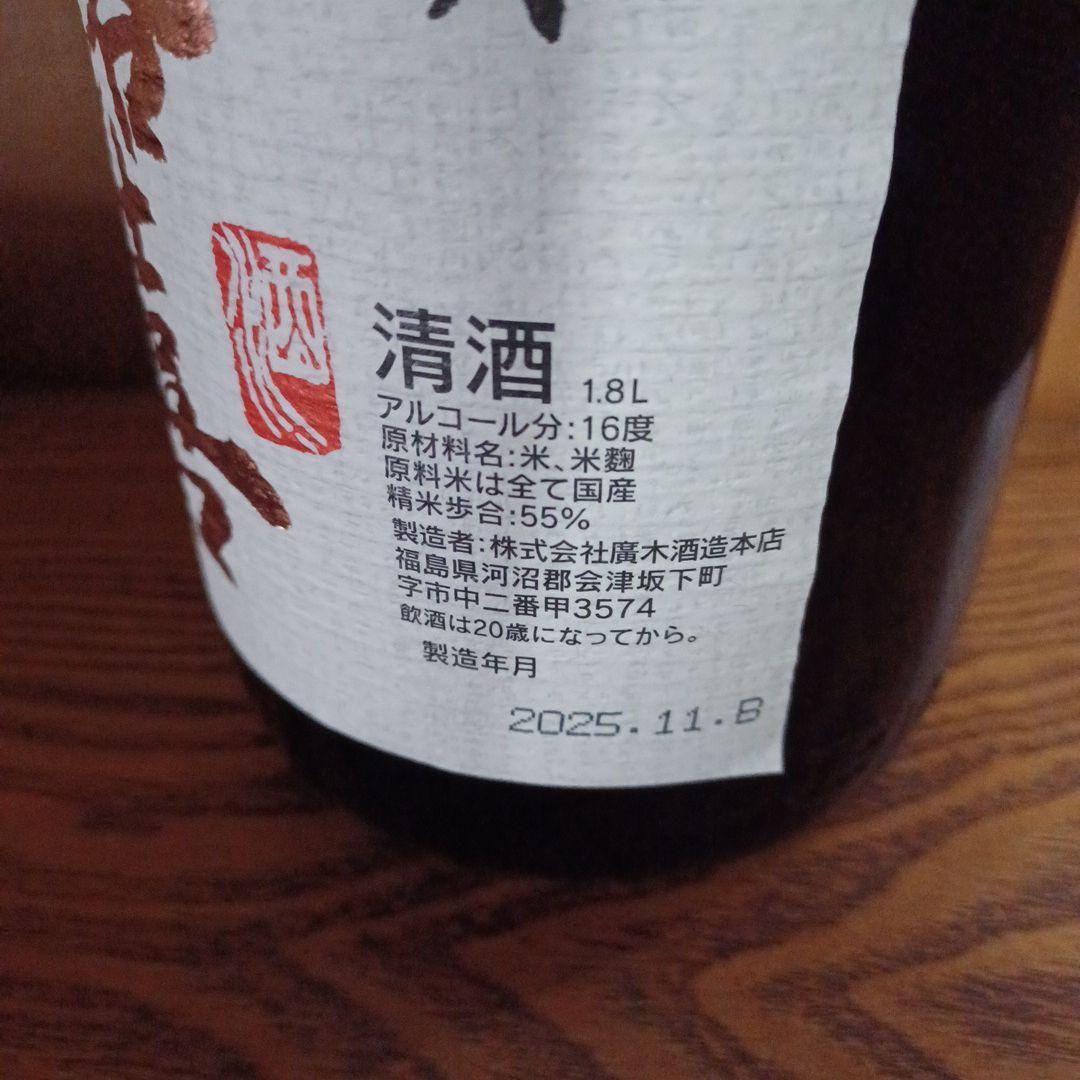 酒
清酒 1.8L
アルコール分:16度
原材料名:米、米麴
原料米は全て国産
精米歩合:55%
製造者:株式会社廣木酒造本店
福島県河沼郡会津坂下町
字市中二番甲3574
飲酒は20歳になってから。
製造年月
2025.11.B